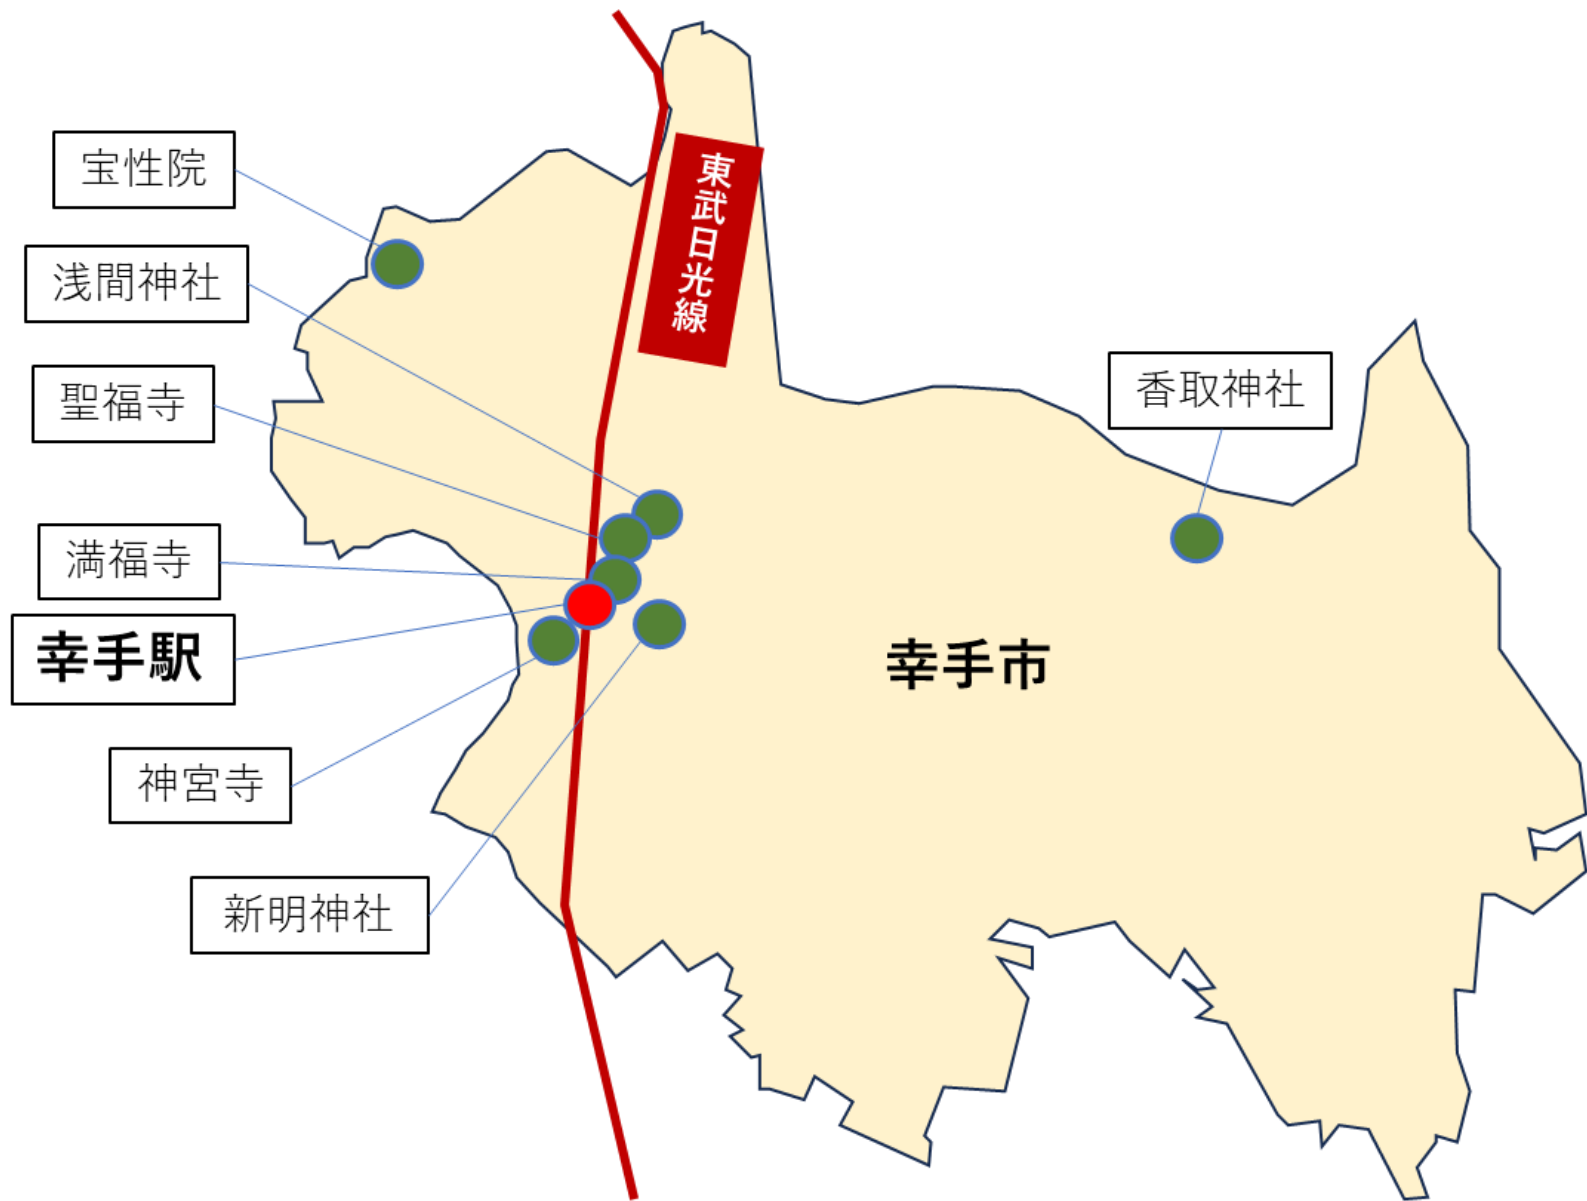 東武日光線
宝性院
浅間神社
香取神社
聖福寺
満福寺
幸手駅
幸手市
神宮寺
新明神社